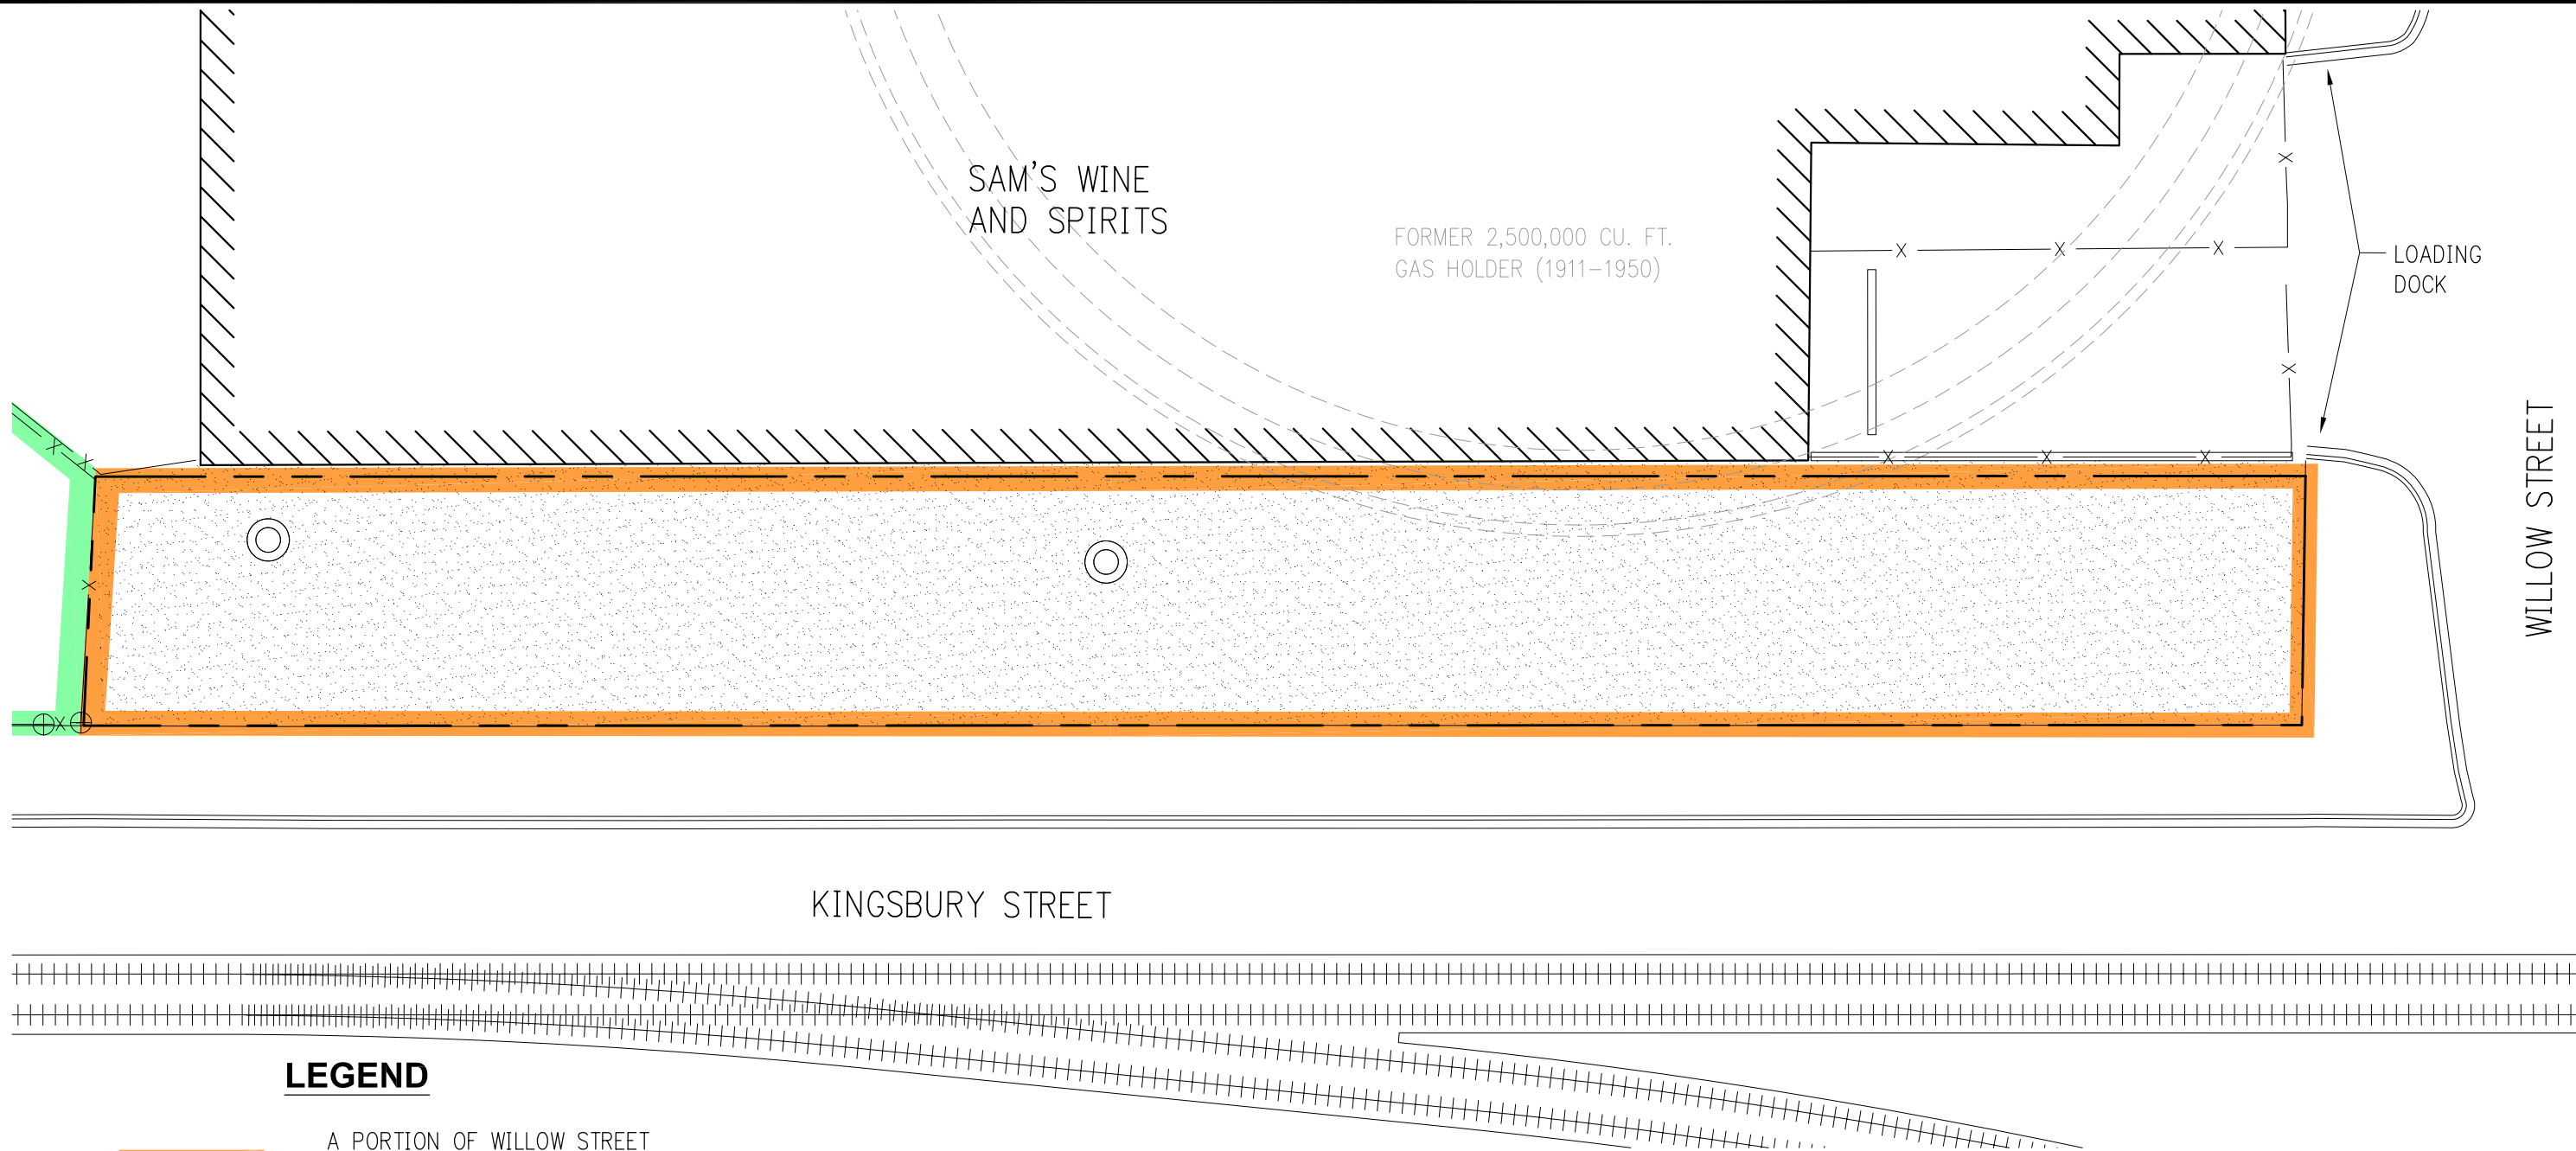 SAM'S WINE
AND SPIRITS
FORMER 2,500,000 CU. FT.
GAS HOLDER (1911-1950)
LOADING
DOCK
WILLOW STREET
KINGSBURY STREET
LEGEND
A PORTION OF WILLOW STREET